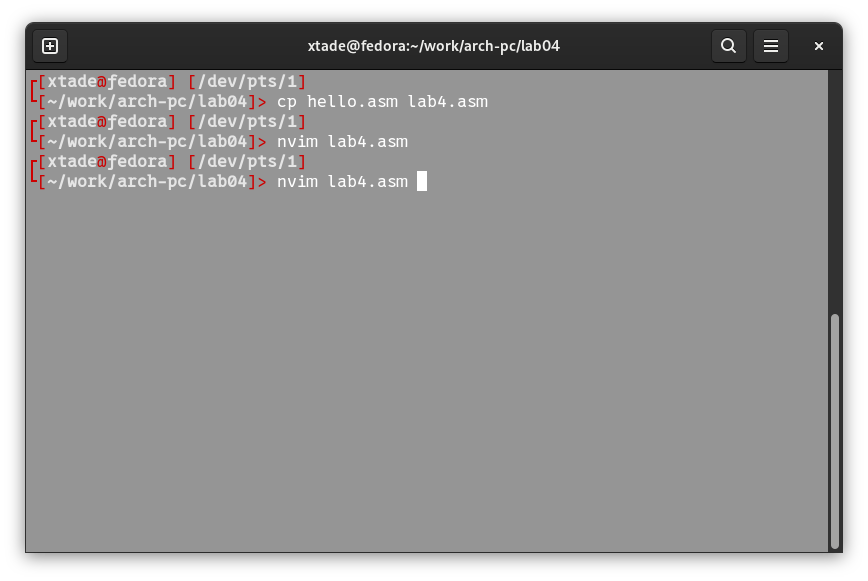 xtade@fedora:~/work/arch-pc/lab04
[xtade@fedora] [/dev/pts/1]
[~/work/arch-pc/lab04]> cp hello.asm lab4.asm
[xtade@fedora] [/dev/pts/1]
[~/work/arch-pc/lab04]> nvim lab4.asm
[xtade@fedora] [/dev/pts/1]
[~/work/arch-pc/lab04]> nvim lab4.asm